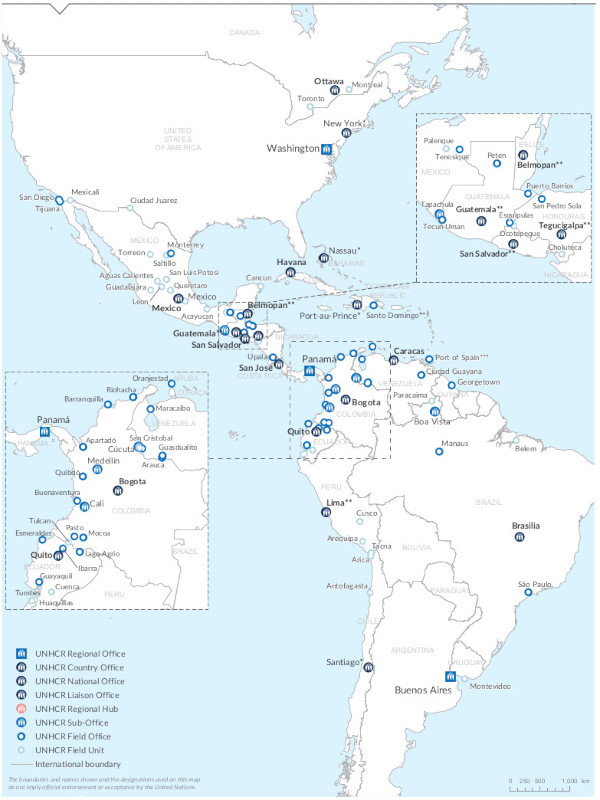 CANADA
Ottawa
Montreal
Toronto
New York*
UNITED
STATES
OF AMERICA
Washington
San Diego
Tijuana
Mexicali
Ciudad Juarez
MEXICO
Monterrey
Torreon
Saltillo
San Luis Potosi
Aguas Calientes
Queretaro
Guadalajara
Leon
Mexico
Mexico
Acayucan
Cancun
Havana
Nassau*
BAHAMAS
Belmopan**
Guatemala**
San Salvador
NICARAGUA
REPUBLIC
Port-au-Prince*
Santo Domingo***
Upala
San José
COSTA RICA
Panamá
Caracas
Port of Spain***
Ciudad Guayana
Georgetown
VENEZUELA
GUYANA
Paracaima
Boa Vista
Bogota
COLOMBIA
Quito
ECUADOR
Manaus
Belem
PERU
Lima**
Cusco
BRAZIL
Brasilia
Arequipa
Tacna
BOLIVIA
Arica
Antofagasta
PARAGUAY
São Paulo
CHILE
ARGENTINA
Santiago*
URUGUAY
Buenos Aires
Montevideo
Palenque
Tenosique
MEXICO
Peten
BELIZE
Belmopan**
Puerto Barrios
GUATEMALA
Tapachula
Tecun Uman
Guatemala**
San Pedro Sula
Esquipulas
HONDURAS
Ocotepeque
Tegucigalpa**
San Salvador**
Choluteca
NICARAGUA
Oranjestad
ARUBA
CURAÇAO
Riohacha
Barranquilla
Maracaibo
VENEZUELA
Panamá
PANAMA
Apartadó
San Cristobal
Cúcuta
Guasdualito
Arauca
Medellín
Quibdó
Bogota
Buenaventura
Cali
COLOMBIA
Tulcan
Esmeraldas
Pasto
Mocoa
Quito
Lago Agrio
Ibarra
BRAZIL
ECUADOR
Guayaquil
Cuenca
Tumbes
Huaquillas
PERU
UNHCR Regional Office
UNHCR Country Office
UNHCR National Office
UNHCR Liaison Office
UNHCR Regional Hub
UNHCR Sub-Office
UNHCR Field Office
UNHCR Field Unit
International boundary
The boundaries and names shown and the designations used on this map
do not imply official endorsement or acceptance by the United Nations.
0 250 500 1,000 km